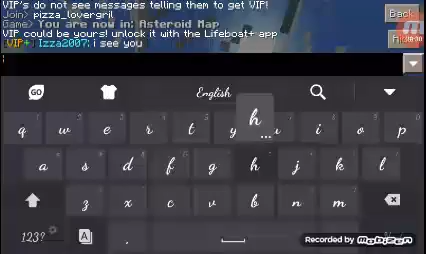 VIP's do not see messages telling them to get VIP!
Join> pizza_lovergril
Game> You are now in: Asteroid Map
VIP could be yours! unlock it with the Lifeboat+ app
[VIP+] Izza2007: i see you
Back
GO
English
h
...
q w e r t y u i o p
a s d f g h j k l
z x c v b n m
123?
A
.
Recorded by Mobizen